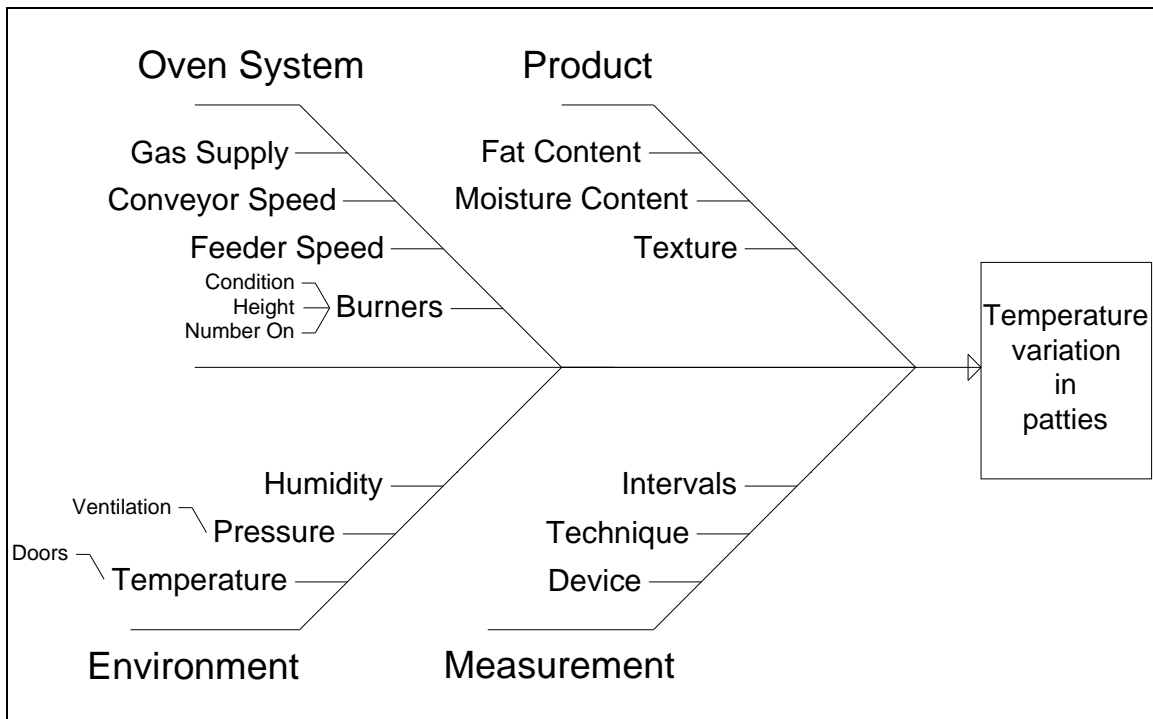 Oven System
Gas Supply
Conveyor Speed
Feeder Speed
Condition
Height
Number On
Burners
Product
Fat Content
Moisture Content
Texture
Temperature
variation
in
patties
Humidity
Ventilation
Pressure
Doors
Temperature
Environment
Intervals
Technique
Device
Measurement